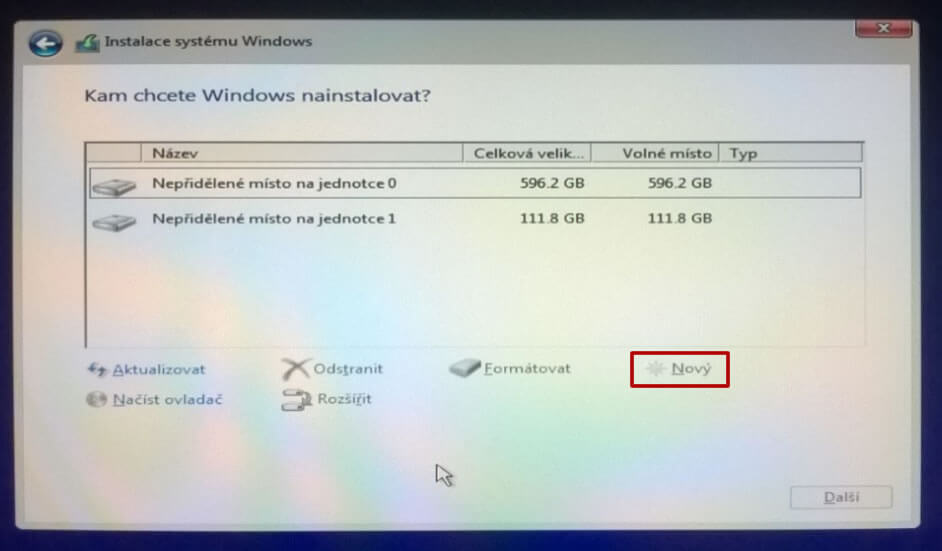 Instalace systému Windows
Kam chcete Windows nainstalovat?
Název Celková velik... Volné místo Typ
Nepřidělené místo na jednotce 0 596.2 GB 596.2 GB
Nepřidělené místo na jednotce 1 111.8 GB 111.8 GB
Aktualizovat Odstranit Formátovat Nový
Načíst ovladač Rozšířit
Další